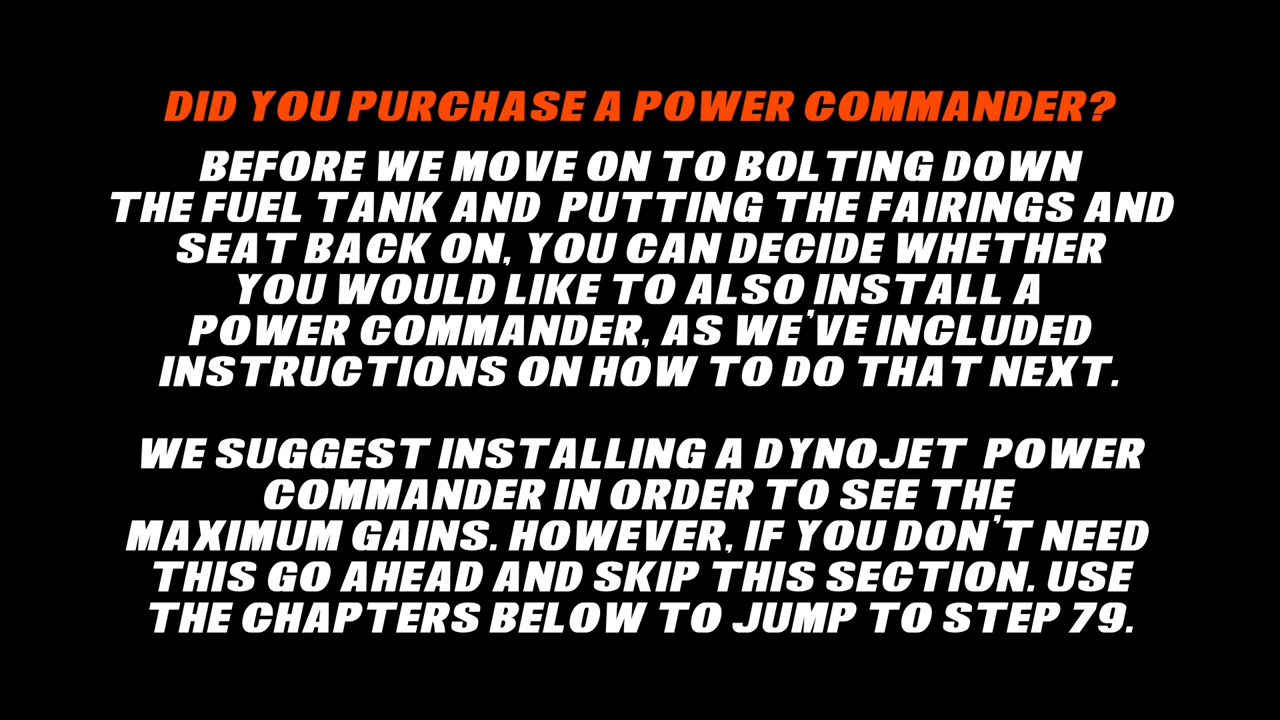 DID YOU PURCHASE A POWER COMMANDER?
BEFORE WE MOVE ON TO BOLTING DOWN
THE FUEL TANK AND PUTTING THE FAIRINGS AND
SEAT BACK ON, YOU CAN DECIDE WHETHER
YOU WOULD LIKE TO ALSO INSTALL A
POWER COMMANDER, AS WE'VE INCLUDED
INSTRUCTIONS ON HOW TO DO THAT NEXT.
WE SUGGEST INSTALLING A DYNOJET POWER
COMMANDER IN ORDER TO SEE THE
MAXIMUM GAINS. HOWEVER, IF YOU DON'T NEED
THIS GO AHEAD AND SKIP THIS SECTION. USE
THE CHAPTERS BELOW TO JUMP TO STEP 79.